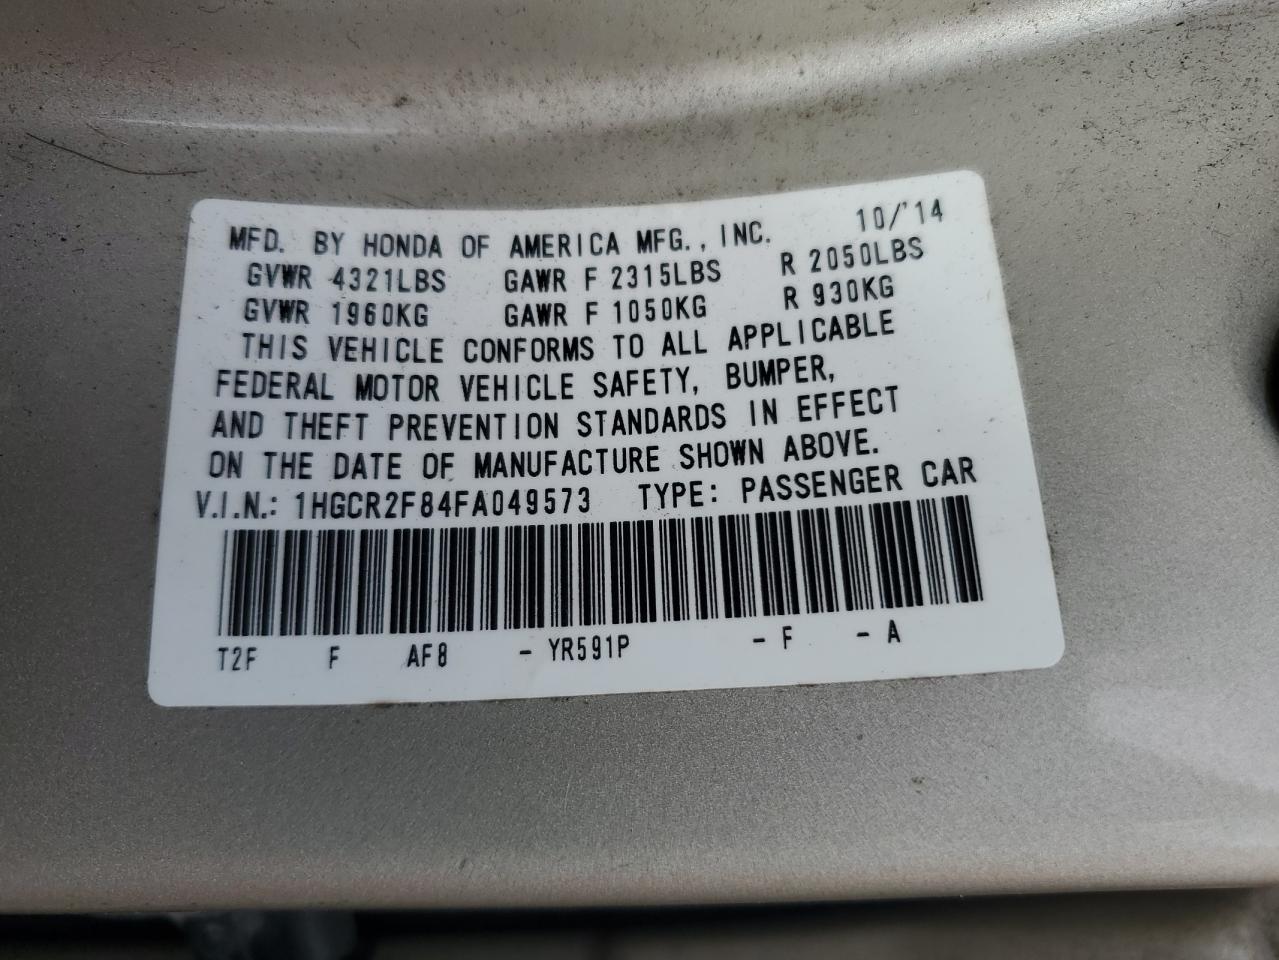 MFD. BY HONDA OF AMERICA MFG., INC. 10/'14
GVWR 4321LBS GAWR F 2315LBS R 2050LBS
GVWR 1960KG GAWR F 1050KG R 930KG
THIS VEHICLE CONFORMS TO ALL APPLICABLE
FEDERAL MOTOR VEHICLE SAFETY, BUMPER,
AND THEFT PREVENTION STANDARDS IN EFFECT
ON THE DATE OF MANUFACTURE SHOWN ABOVE.
V.I.N.: 1HGCR2F84FA049573 TYPE: PASSENGER CAR
T2F F AF8 - YR591P - F - A